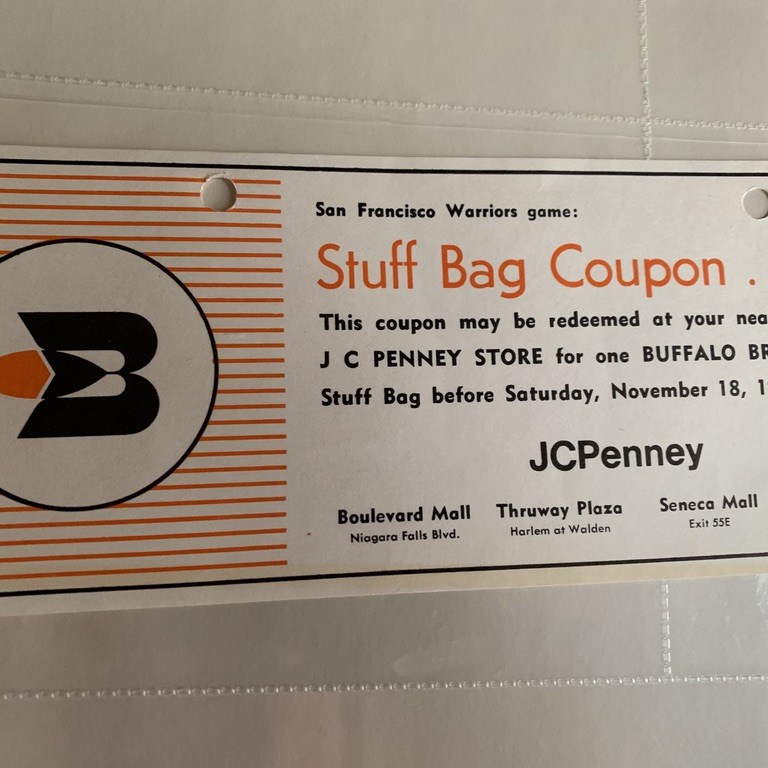 San Francisco Warriors game:
Stuff Bag Coupon .
This coupon may be redeemed at your nea
J C PENNEY STORE for one BUFFALO BR
Stuff Bag before Saturday, November 18, 1
JCPenney
Boulevard Mall Thruway Plaza Seneca Mall
Niagara Falls Blvd. Harlem at Walden Exit 55E
B